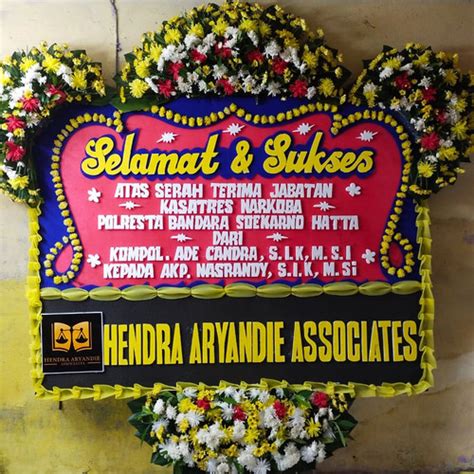 Selamat & Sukses
ATAS SERAH TERIMA JABATAN
KASATRES NARKOBA
POLRESTA BANDARA SOEKARNO HATTA
DARI
KOMPOL. ADE CANDRA, S.I.K, M.S.I
KEPADA AKP. NASRANDY, S.I.K, M.Si
HENDRA ARYANDIE ASSOCIATES
HENDRA ARYANDIE